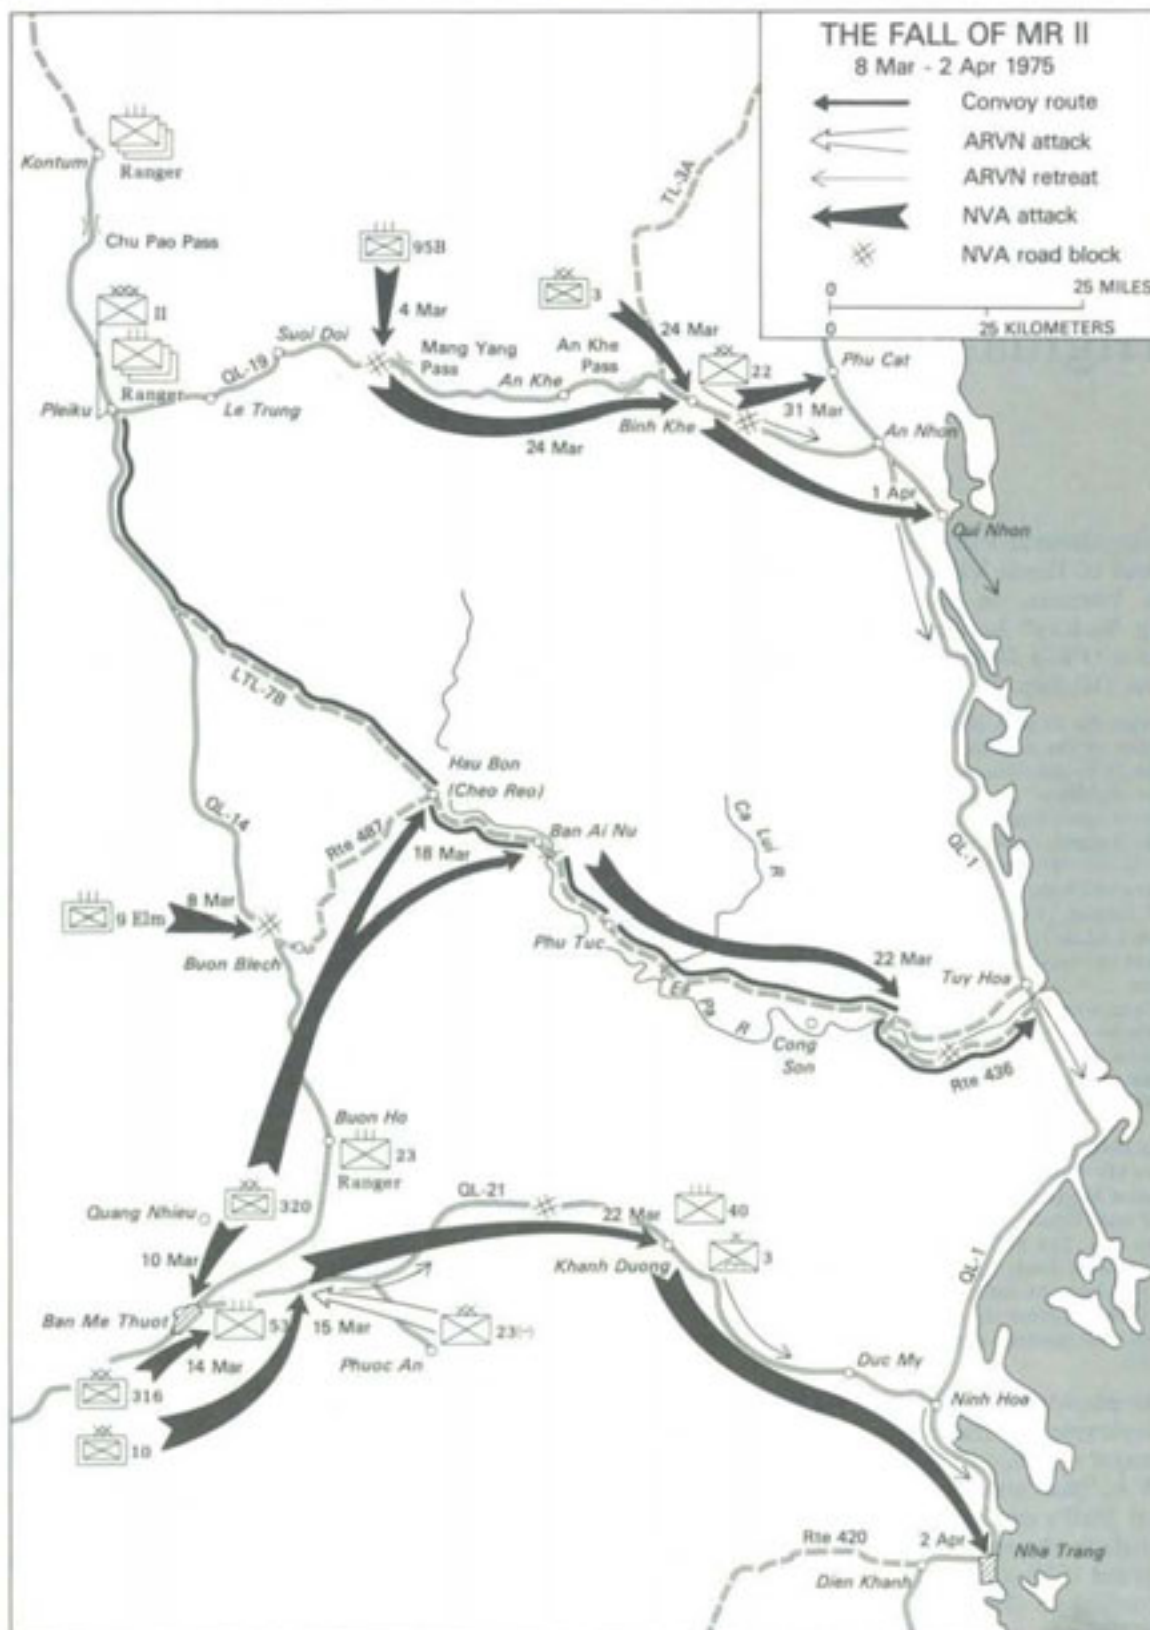 THE FALL OF MR II
8 Mar - 2 Apr 1975
Convoy route
ARVN attack
ARVN retreat
NVA attack
NVA road block
0 25 MILES
0 25 KILOMETERS
Kontum
Ranger
Chu Pao Pass
II
Ranger
Pleiku
QL-19
Le Trung
Suoi Doi
95B
4 Mar
Mang Yang
Pass
An Khe
An Khe
Pass
TL-3A
3
24 Mar
22
31 Mar
Phu Cat
Binh Khe
24 Mar
An Nhon
1 Apr
Qui Nhon
LTL-7B
QL-14
Hau Bon
(Cheo Reo)
Rte 487
18 Mar
Ban Ai Nu
Ca Lui R
QL-1
9 Elm
8 Mar
Buon Blech
Phu Tuc
22 Mar
Tuy Hoa
Ea Pa R
Cong
Son
Rte 436
Buon Ho
23
Ranger
Quang Nhieu
320
QL-21
22 Mar
40
3
10 Mar
Khanh Duong
QL-1
Ban Me Thuot
53
15 Mar
23(-)
14 Mar
Phuoc An
316
10
Duc My
Ninh Hoa
Rte 420
2 Apr
Nha Trang
Dien Khanh